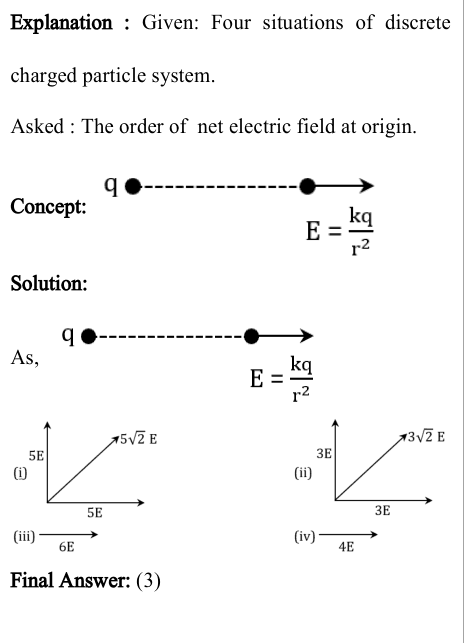 Explanation : Given: Four situations of discrete
charged particle system.
Asked : The order of net electric field at origin.
q
Concept:
E = kq/r²
Solution:
q
As,
E = kq/r²
5E
5√2 E
(i)
5E
3E
3√2 E
(ii)
3E
(iii)
6E
(iv)
4E
Final Answer: (3)